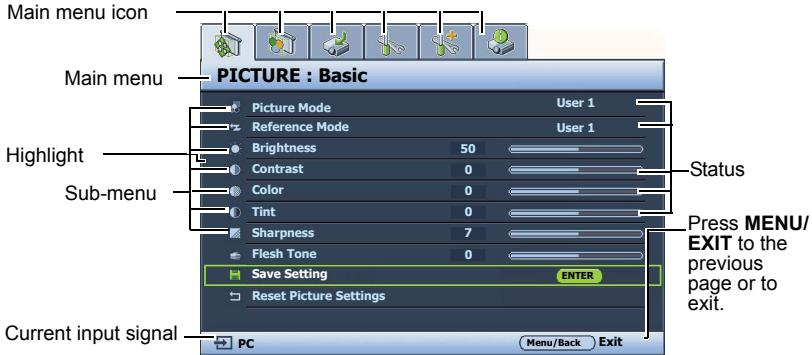 Main menu icon
Main menu
PICTURE : Basic
Picture Mode User 1
Reference Mode User 1
Brightness 50
Highlight
Contrast 0
Status
Sub-menu
Color 0
Tint 0
Sharpness 7
Flesh Tone 0
Save Setting ENTER
Reset Picture Settings
Press MENU/
EXIT to the
previous
page or to
exit.
Current input signal
PC
Menu/Back Exit